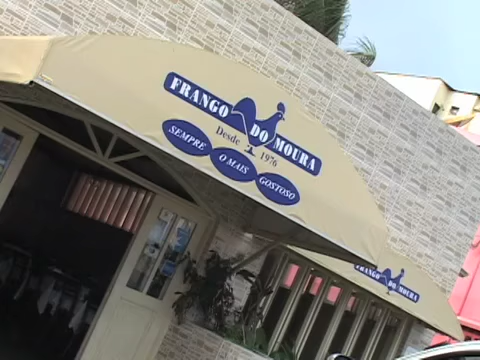 FRANGO DO MOURA
Desde 1976
SEMPRE O MAIS GOSTOSO
FRANGO DO MOURA